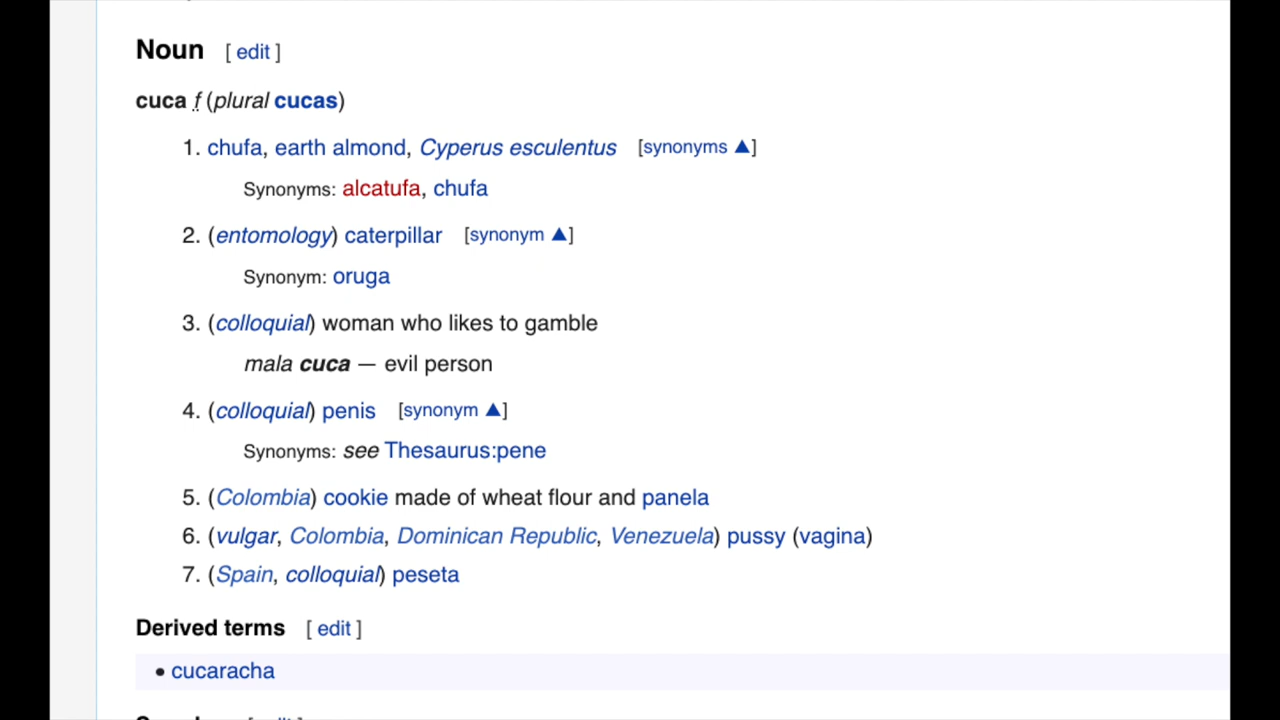 Noun [ edit ]
cuca f (plural cucas)
1. chufa, earth almond, Cyperus esculentus [synonyms ▲]
Synonyms: alcatufa, chufa
2. (entomology) caterpillar [synonym ▲]
Synonym: oruga
3. (colloquial) woman who likes to gamble
mala cuca — evil person
4. (colloquial) penis [synonym ▲]
Synonyms: see Thesaurus:pene
5. (Colombia) cookie made of wheat flour and panela
6. (vulgar, Colombia, Dominican Republic, Venezuela) pussy (vagina)
7. (Spain, colloquial) peseta
Derived terms [ edit ]
• cucaracha